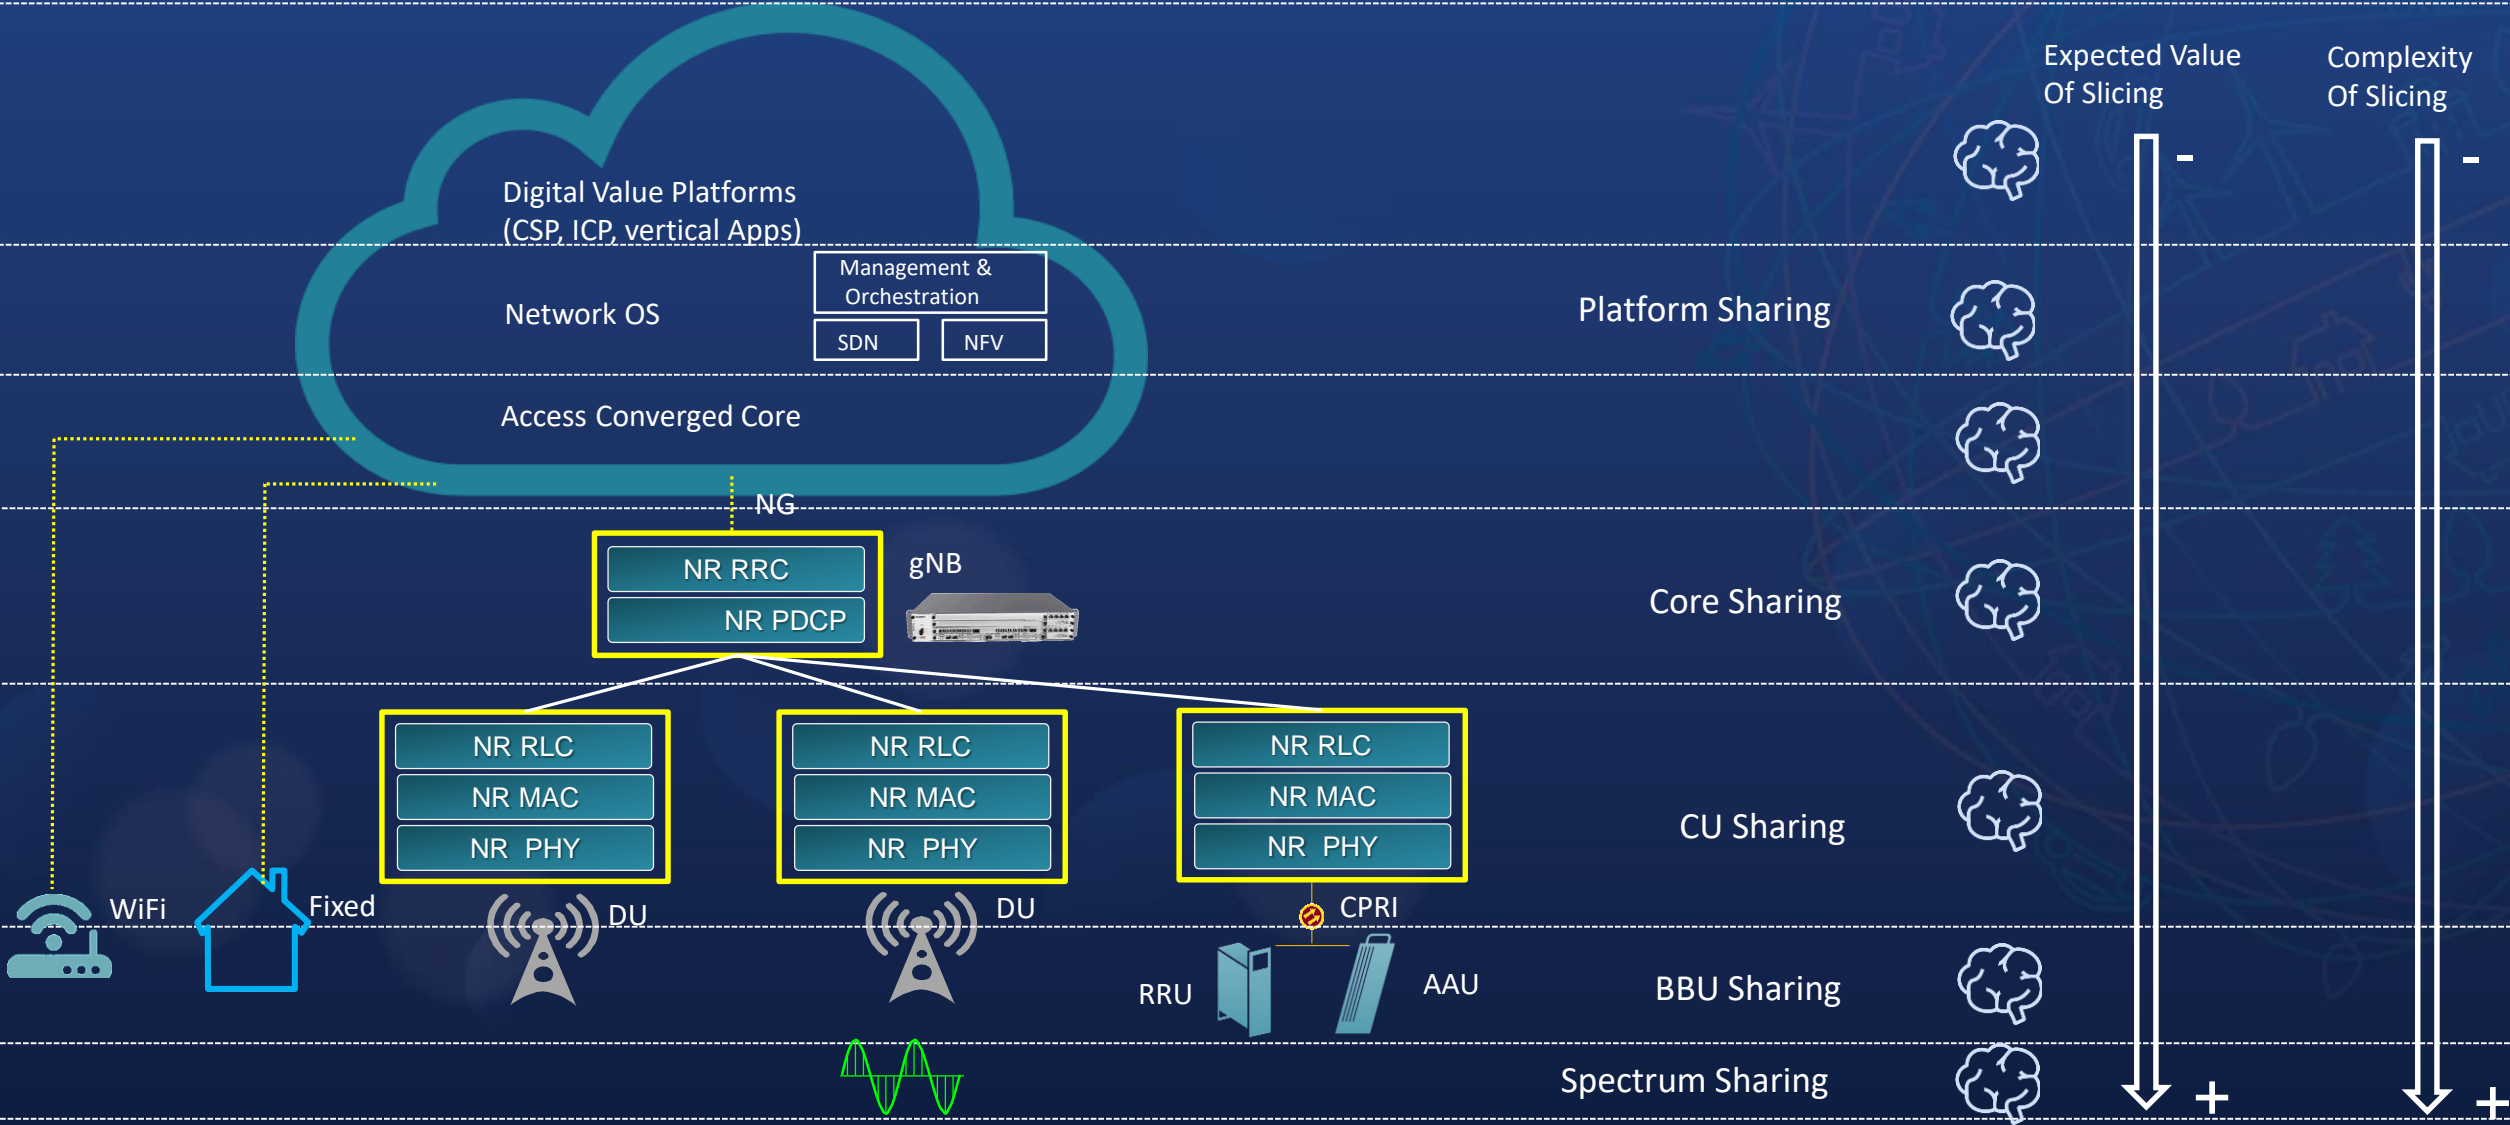 Expected Value
Of Slicing
Complexity
Of Slicing
-
-
Digital Value Platforms
(CSP, ICP, vertical Apps)
Management &
Orchestration
Network OS
SDN
NFV
Platform Sharing
Access Converged Core
NG
NR RRC
gNB
NR PDCP
Core Sharing
NR RLC
NR RLC
NR RLC
NR MAC
NR MAC
NR MAC
CU Sharing
NR PHY
NR PHY
NR PHY
WiFi
Fixed
DU
DU
CPRI
RRU
AAU
BBU Sharing
Spectrum Sharing
+
+